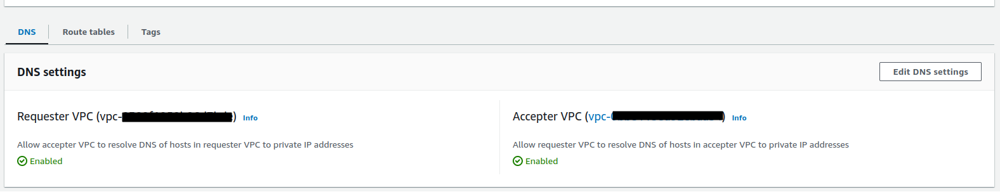 DNS
Route tables
Tags
DNS settings
Edit DNS settings
Requester VPC (vpc-
) Info
Accepter VPC (vpc-
) Info
Allow accepter VPC to resolve DNS of hosts in requester VPC to private IP addresses
Enabled
Allow requester VPC to resolve DNS of hosts in accepter VPC to private IP addresses
Enabled